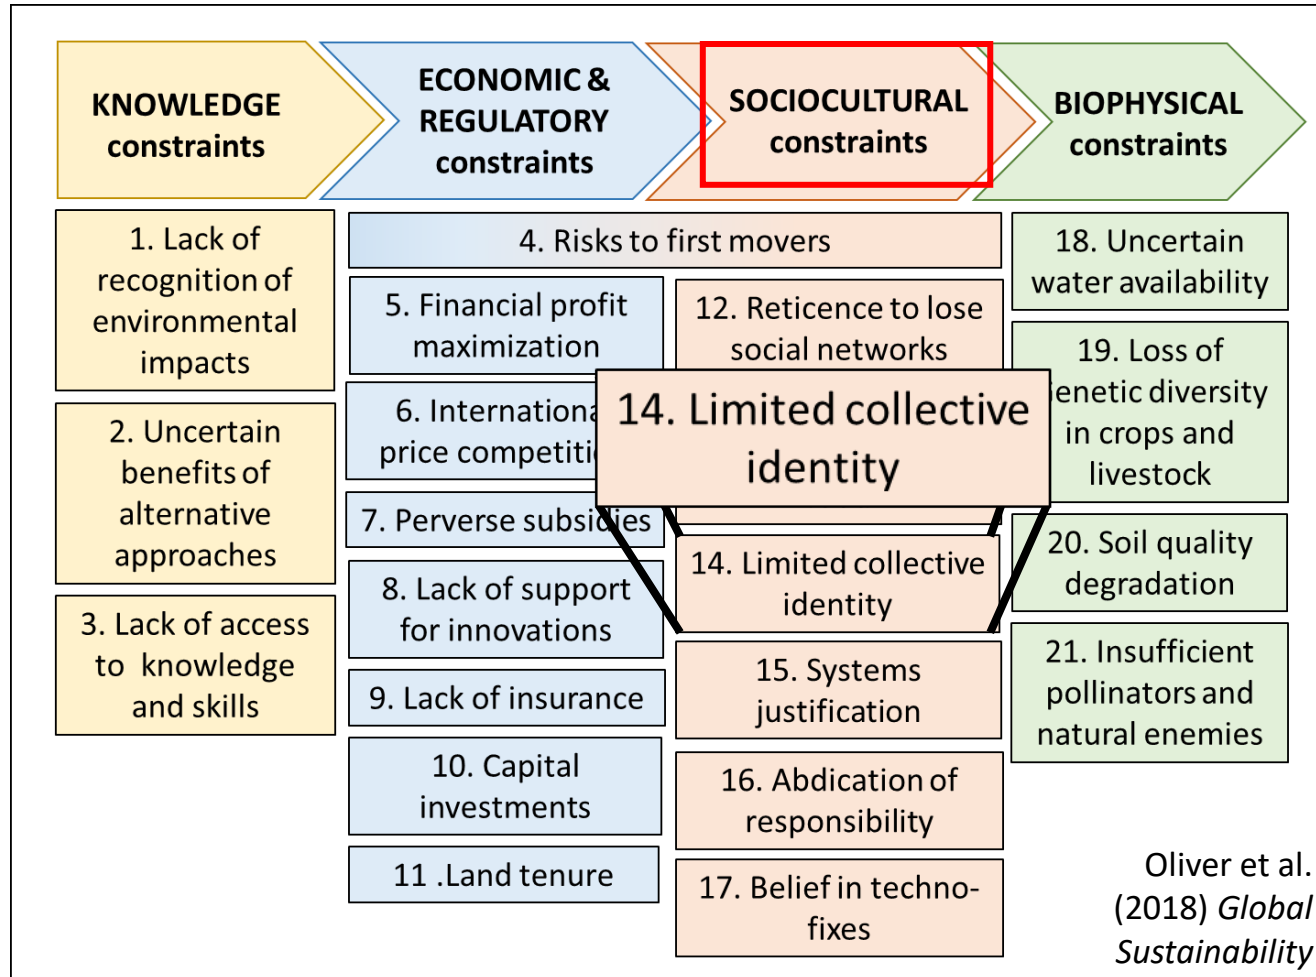 KNOWLEDGE
constraints
ECONOMIC &
REGULATORY
constraints
SOCIOCULTURAL
constraints
BIOPHYSICAL
constraints
1. Lack of
recognition of
environmental
impacts
2. Uncertain
benefits of
alternative
approaches
3. Lack of access
to knowledge
and skills
4. Risks to first movers
5. Financial profit
maximization
6. Internationa
price competiti
7. Perverse subsidies
8. Lack of support
for innovations
9. Lack of insurance
10. Capital
investments
11 .Land tenure
12. Reticence to lose
social networks
14. Limited collective
identity
14. Limited collective
identity
15. Systems
justification
16. Abdication of
responsibility
17. Belief in techno-
fixes
18. Uncertain
water availability
19. Loss of
enetic diversity
in crops and
livestock
20. Soil quality
degradation
21. Insufficient
pollinators and
natural enemies
Oliver et al.
(2018) Global
Sustainability